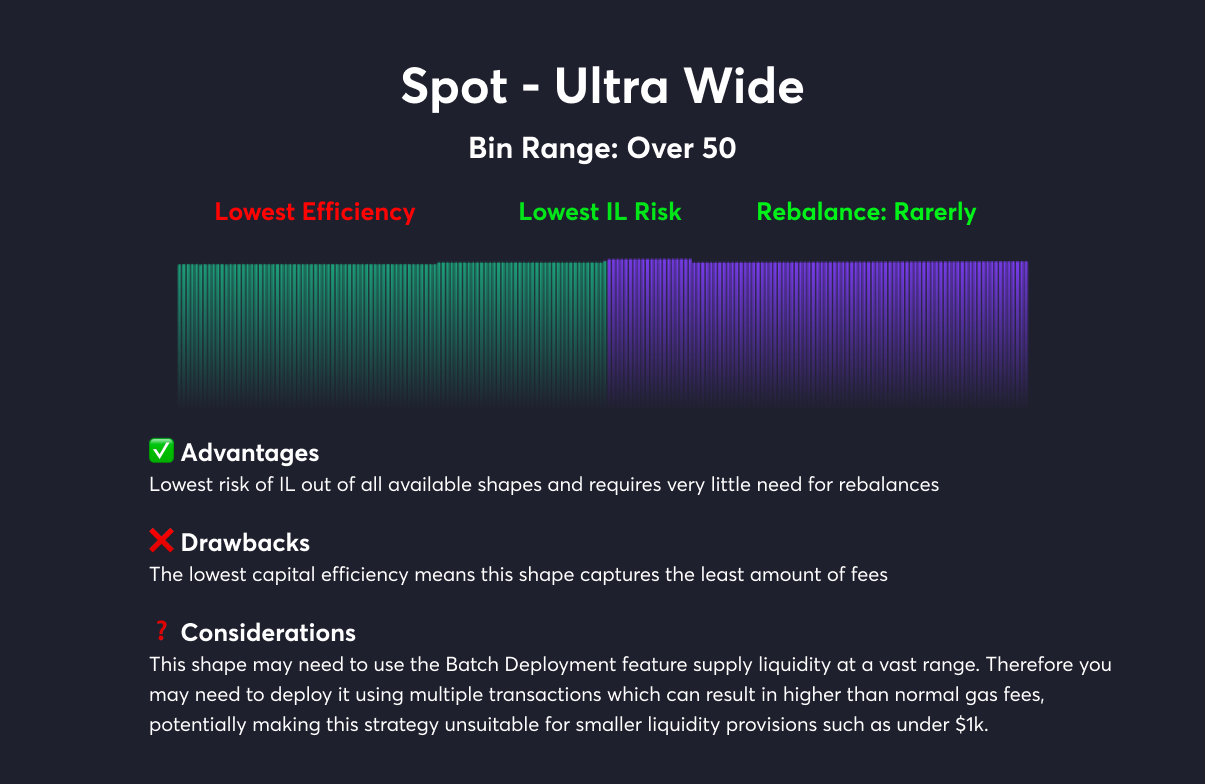 Spot - Ultra Wide
Bin Range: Over 50
Lowest Efficiency
Lowest IL Risk
Rebalance: Rarerly
✅ Advantages
Lowest risk of IL out of all available shapes and requires very little need for rebalances
❌ Drawbacks
The lowest capital efficiency means this shape captures the least amount of fees
❓ Considerations
This shape may need to use the Batch Deployment feature supply liquidity at a vast range. Therefore you
may need to deploy it using multiple transactions which can result in higher than normal gas fees,
potentially making this strategy unsuitable for smaller liquidity provisions such as under $1k.